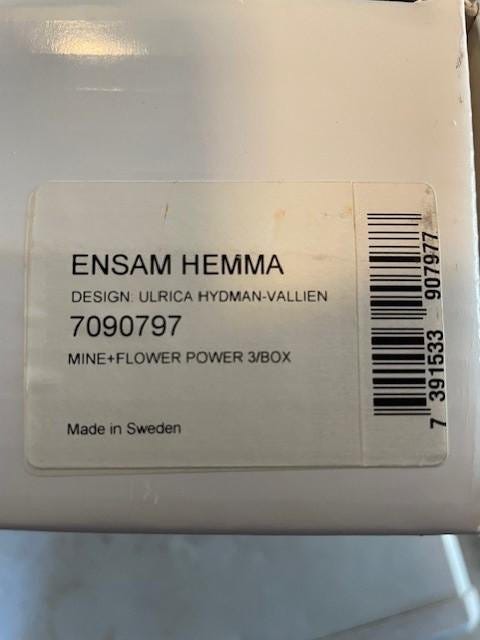 ENSAM HEMMA
DESIGN: ULRICA HYDMAN-VALLIEN
7090797
MINE+FLOWER POWER 3/BOX
Made in Sweden
7 391533 907977